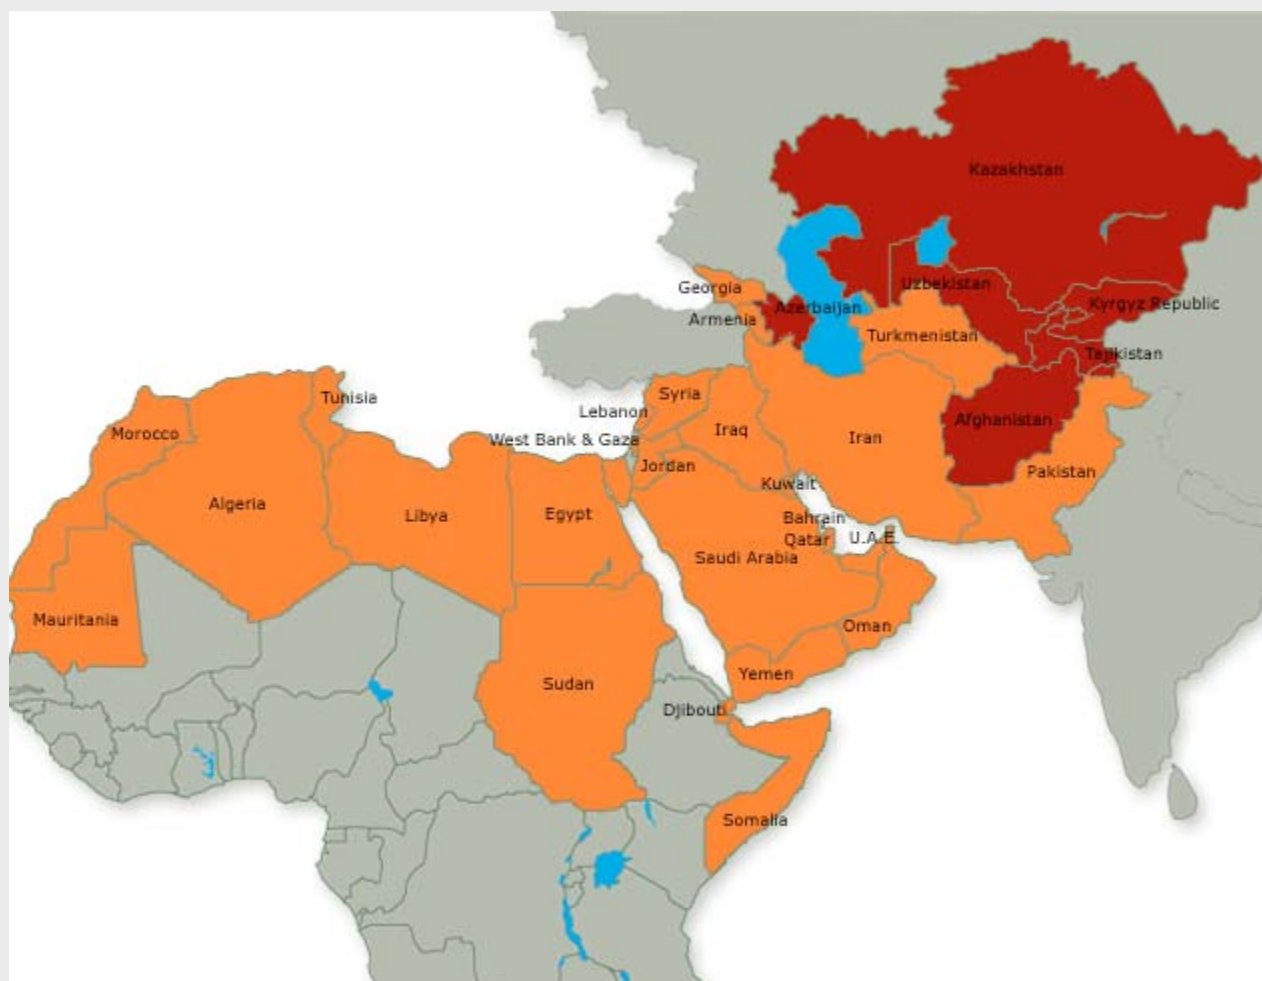 Kazakhstan
Uzbekistan
Georgia
Azerbaijan
Kyrgyz Republic
Armenia
Turkmenistan
Tajikistan
Tunisia
Syria
Lebanon
Afghanistan
Morocco
West Bank & Gaza
Iraq
Iran
Jordan
Pakistan
Kuwait
Algeria
Libya
Egypt
Bahrain
Qatar
U.A.E.
Saudi Arabia
Mauritania
Oman
Yemen
Sudan
Djibouti
Somalia